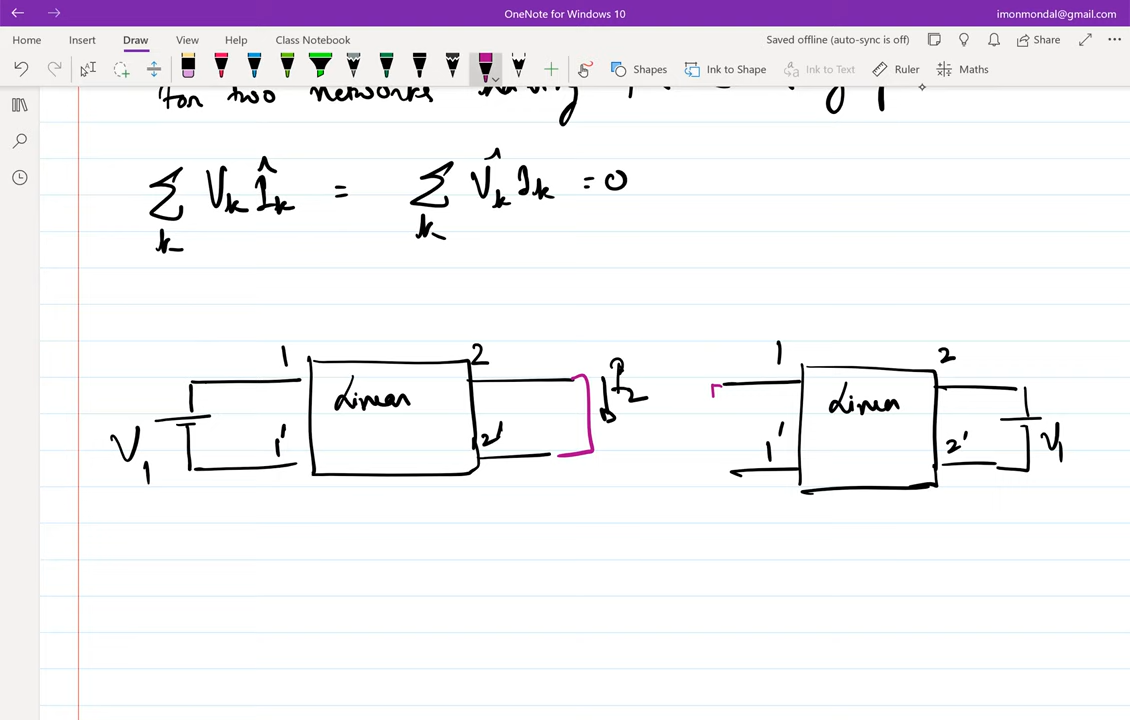 OneNote for Windows 10
imonmondal@gmail.com
Home Insert Draw View Help Class Notebook
Saved offline (auto-sync is off) Share
Shapes Ink to Shape Ink to Text Ruler Maths
For two networks having
∑ₖ Vₖ Îₖ = ∑ₖ V̂ₖ Iₖ = 0
1 2 1 2
Linear I₂ Linear
V₁ 1' 2' 1' 2' V₁